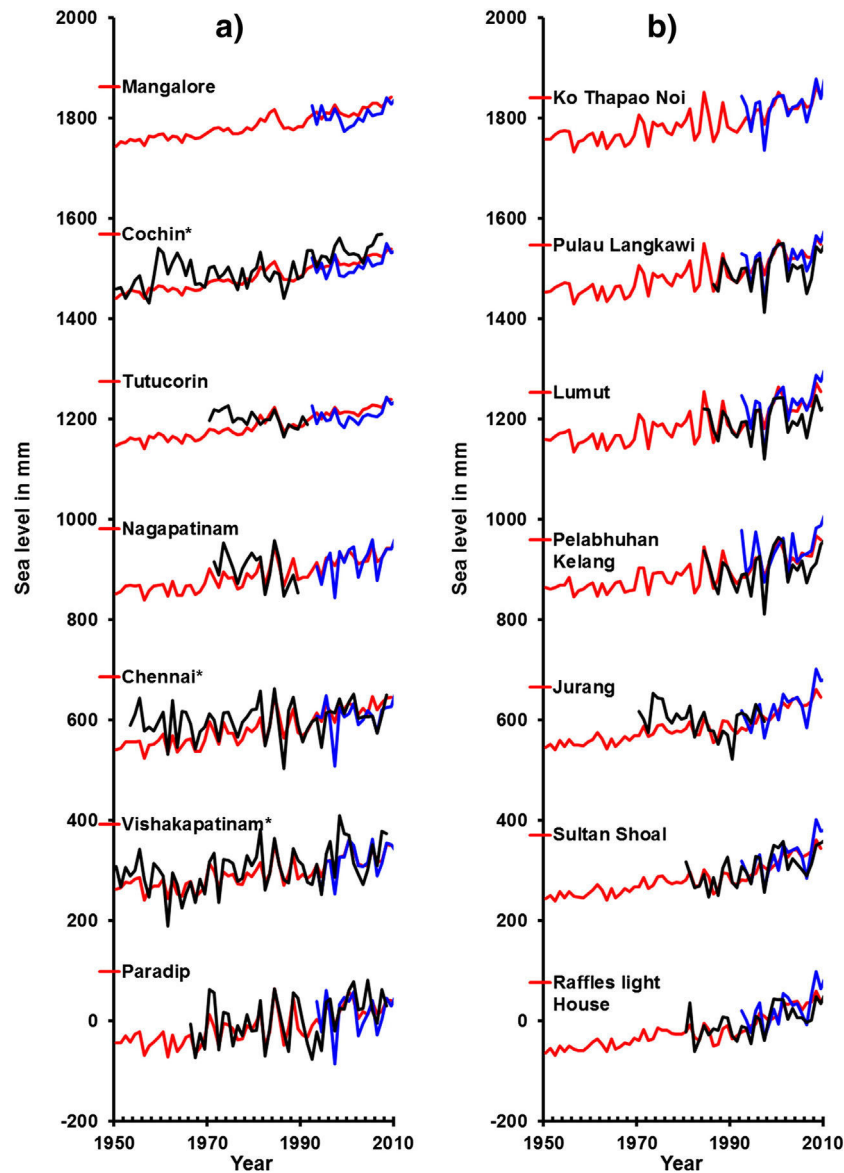 a)
2000
Mangalore
1800
1600
Cochin*
1400
Tutucorin
1200
Nagapatinam
1000
800
Chennai*
600
Vishakapatinam*
400
200
Paradip
0
-200
1950
1970
1990
2010
Year
Sea level in mm
b)
2000
Ko Thapao Noi
1800
1600
Pulau Langkawi
1400
Lumut
1200
Pelabhuhan
Kelang
1000
800
Jurang
600
Sultan Shoal
400
200
Raffles light
House
0
-200
1950
1970
1990
2010
Year
Sea level in mm